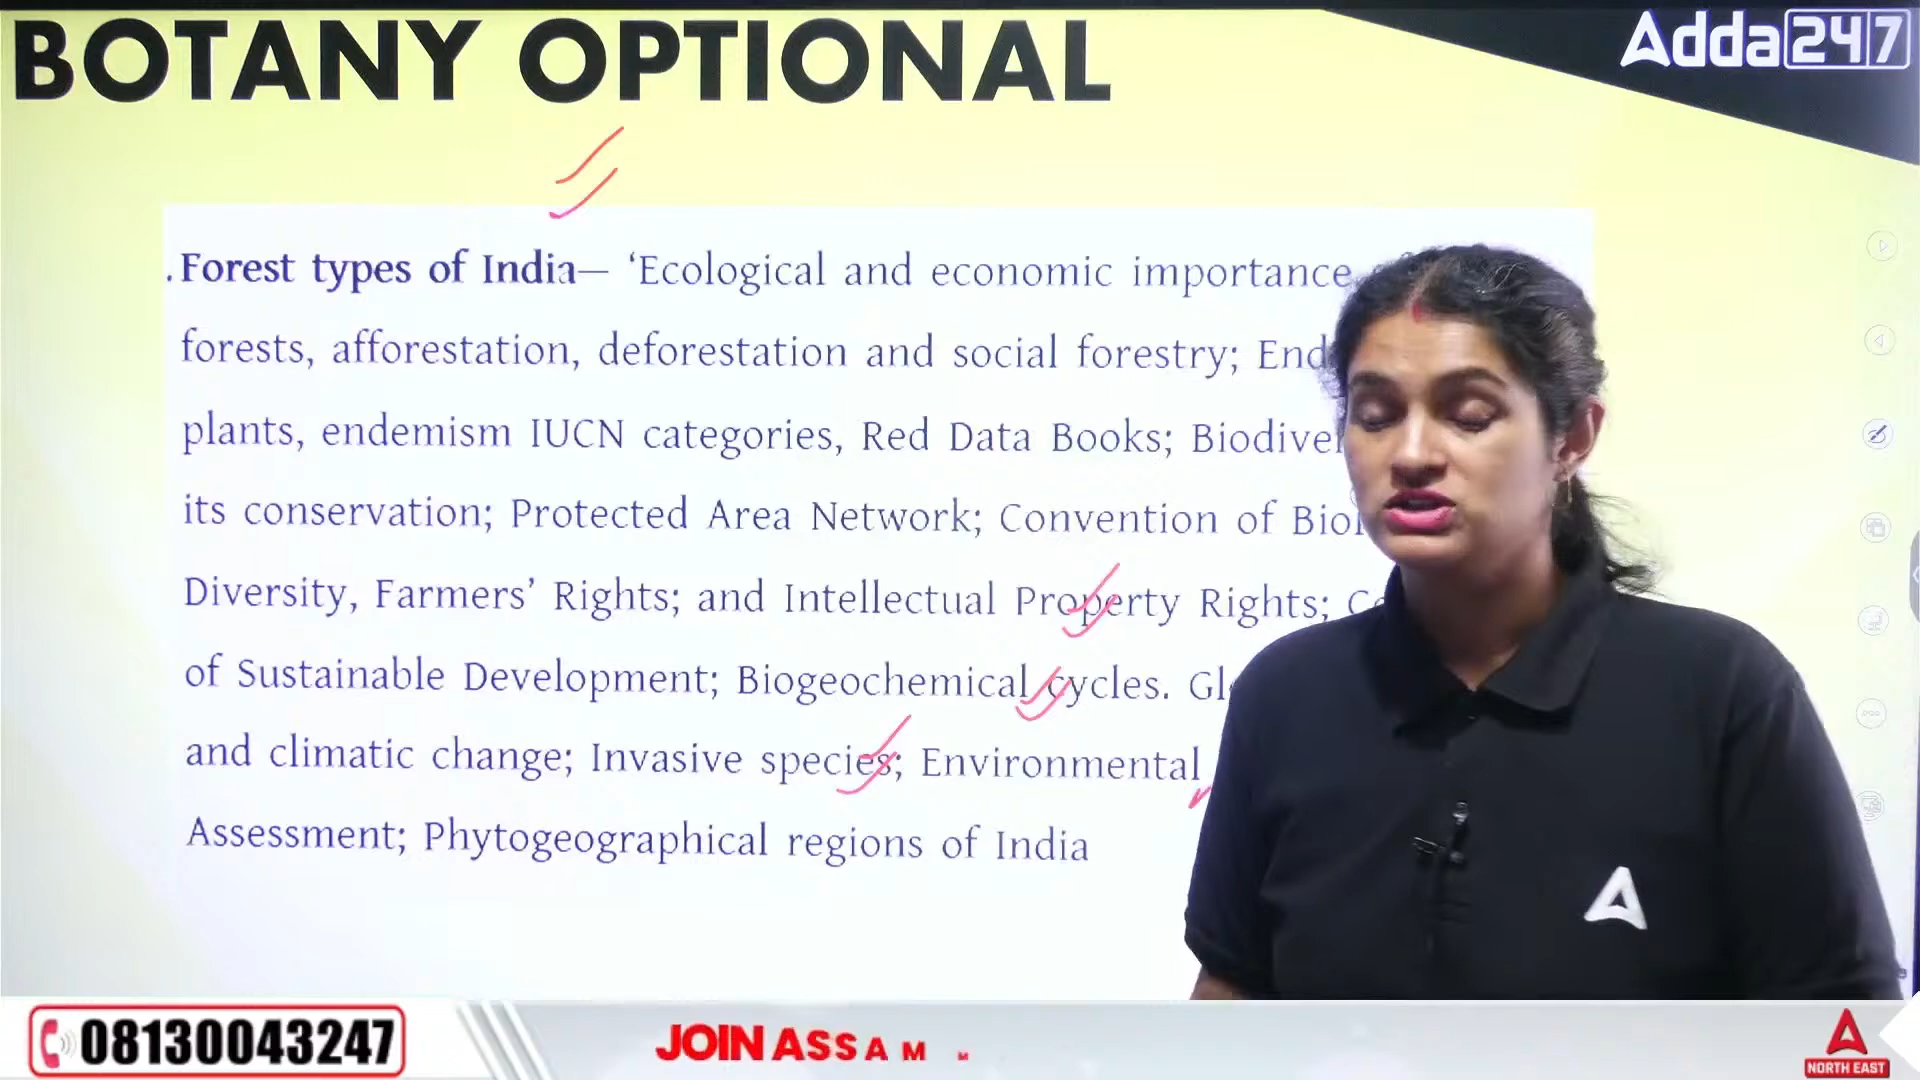 BOTANY OPTIONAL
Adda247
.Forest types of India— ‘Ecological and economic importance
forests, afforestation, deforestation and social forestry;
plants, endemism IUCN categories, Red Data Books;
its conservation; Protected Area Network; Convention of
Diversity, Farmers’ Rights; and Intellectual Property Rights;
of Sustainable Development; Biogeochemical cycles.
and climatic change; Invasive species; Environmental
Assessment; Phytogeographical regions of India
08130043247
JOIN ASSAM
NORTH EAST